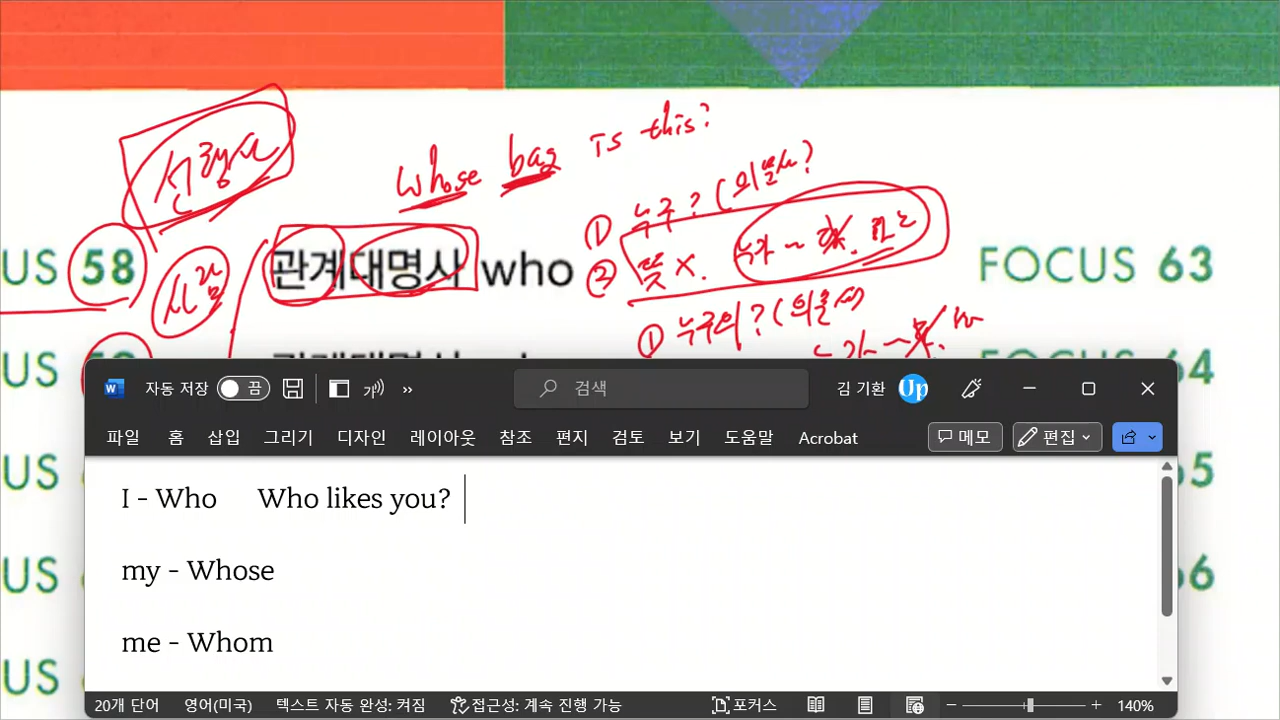 선행사
whose bag is this?
① 누구? (의문사?
US 58 사람 관계대명사 who ② 뜻 X. 누가 ~ FOCUS 63
① 누구의? (의문사
US 64
자동 저장 끔 검색 김 기환 Up
파일 홈 삽입 그리기 디자인 레이아웃 참조 편지 검토 보기 도움말 Acrobat 메모 편집
I - Who Who likes you?
US 65
my - Whose
US 66
me - Whom
US
20개 단어 영어(미국) 텍스트 자동 완성: 켜짐 접근성: 계속 진행 가능 포커스 140%